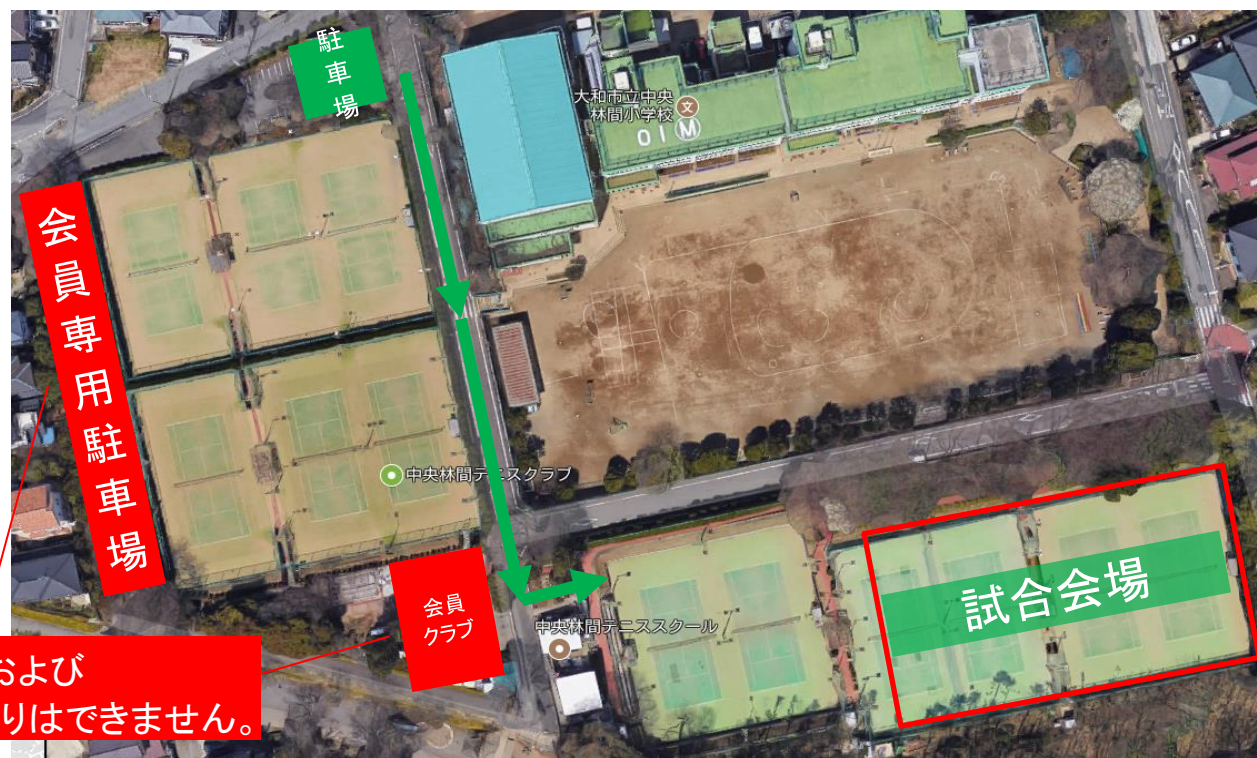 駐車場
大和市立中央
林間小学校
文
会員専用駐車場
中央林間テニスクラブ
会員
クラブ
試合会場
中央林間テニススクール
および
りはできません。